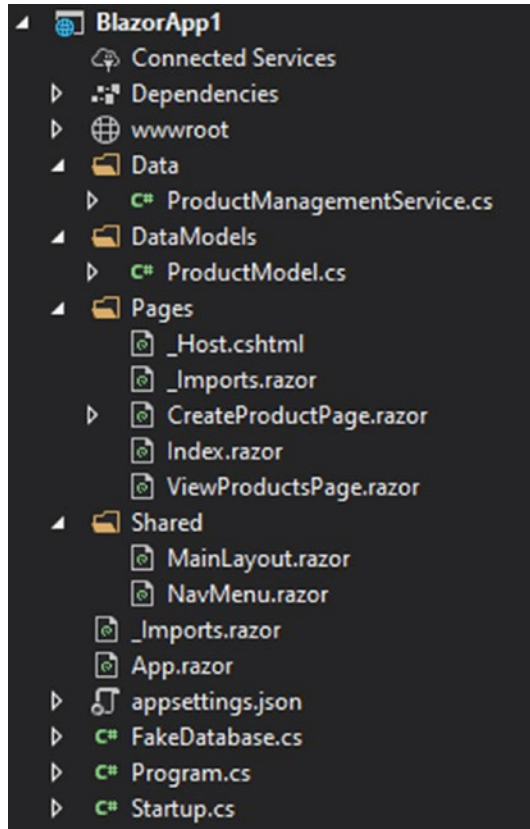 BlazorApp1
Connected Services
Dependencies
wwwroot
Data
C# ProductManagementService.cs
DataModels
C# ProductModel.cs
Pages
_Host.cshtml
_Imports.razor
CreateProductPage.razor
Index.razor
ViewProductsPage.razor
Shared
MainLayout.razor
NavMenu.razor
_Imports.razor
App.razor
appsettings.json
C# FakeDatabase.cs
C# Program.cs
C# Startup.cs